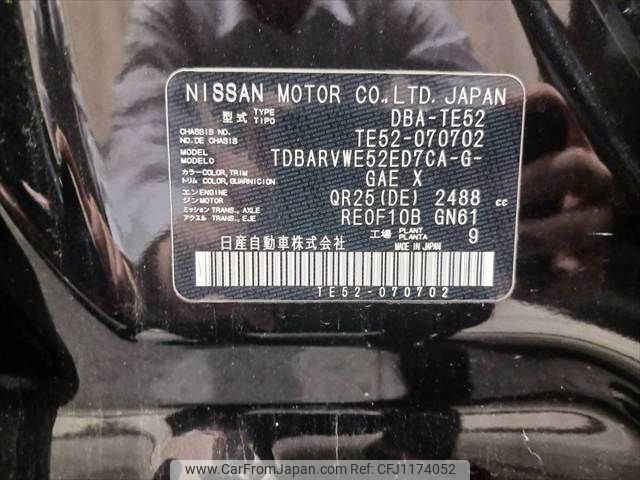 NISSAN MOTOR CO.,LTD. JAPAN
型式 TYPE TIPO DBA-TE52
CHASSIS NO. NO.DE CHASIS TE52-070702
MODEL MODELO TDBARVWE52ED7CA-G-
カラー COLOR,TRIM トリム COLOR,GUARNICION GAE X
エンジン ENGINE MOTOR QR25(DE) 2488 cc
ミッション TRANS., AXLE アクスル TRANS., EJE RE0F10B GN61
工場 PLANT PLANTA 9
日産自動車株式会社 MADE IN JAPAN
TE52-070702
www.CarFromJapan.com - CFJ1174052